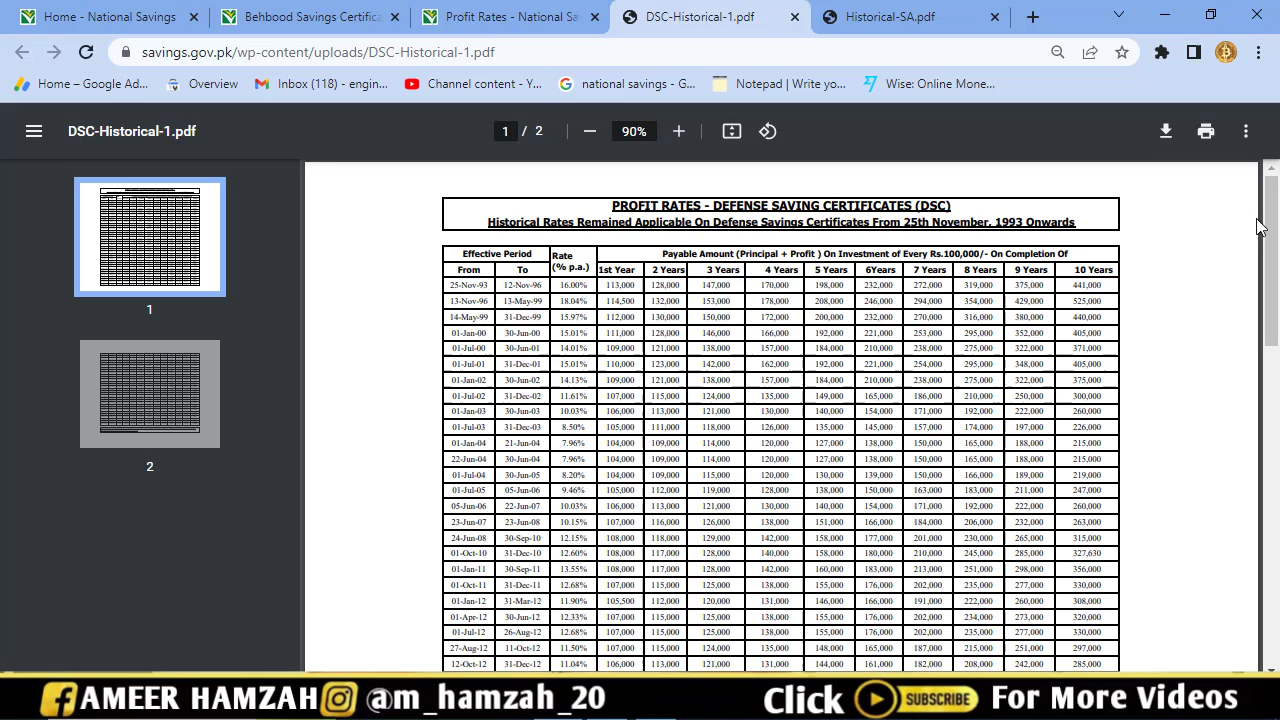 Home - National Savings
Behbood Savings Certifica
Profit Rates - National Sa
DSC-Historical-1.pdf
Historical-SA.pdf
savings.gov.pk/wp-content/uploads/DSC-Historical-1.pdf
Home – Google Ad...
Overview
Inbox (118) - engin...
Channel content - Y...
national savings - G...
Notepad | Write yo...
Wise: Online Mone...
DSC-Historical-1.pdf
1 / 2
90%
1
2
PROFIT RATES - DEFENSE SAVING CERTIFICATES (DSC)
Historical Rates Remained Applicable On Defense Savings Certificates From 25th November, 1993 Onwards
Effective Period Rate (% p.a.) Payable Amount (Principal + Profit ) On Investment of Every Rs.100,000/- On Completion Of
From To 1st Year 2 Years 3 Years 4 Years 5 Years 6Years 7 Years 8 Years 9 Years 10 Years
25-Nov-93 12-Nov-96 16.00% 113,000 128,000 147,000 170,000 198,000 232,000 272,000 319,000 375,000 441,000
13-Nov-96 13-May-99 18.04% 114,500 132,000 153,000 178,000 208,000 246,000 294,000 354,000 429,000 525,000
14-May-99 31-Dec-99 15.97% 112,000 130,000 150,000 172,000 200,000 232,000 270,000 316,000 380,000 440,000
01-Jan-00 30-Jun-00 15.01% 111,000 128,000 146,000 166,000 192,000 221,000 253,000 295,000 352,000 405,000
01-Jul-00 30-Jun-01 14.01% 109,000 121,000 138,000 157,000 184,000 210,000 238,000 275,000 322,000 371,000
01-Jul-01 31-Dec-01 15.01% 110,000 123,000 142,000 162,000 192,000 221,000 254,000 295,000 348,000 405,000
01-Jan-02 30-Jun-02 14.13% 109,000 121,000 138,000 157,000 184,000 210,000 238,000 275,000 322,000 375,000
01-Jul-02 31-Dec-02 11.61% 107,000 115,000 124,000 135,000 149,000 165,000 186,000 210,000 250,000 300,000
01-Jan-03 30-Jun-03 10.03% 106,000 113,000 121,000 130,000 140,000 154,000 171,000 192,000 222,000 260,000
01-Jul-03 31-Dec-03 8.50% 105,000 111,000 118,000 126,000 135,000 145,000 157,000 174,000 197,000 226,000
01-Jan-04 21-Jun-04 7.96% 104,000 109,000 114,000 120,000 127,000 138,000 150,000 165,000 188,000 215,000
22-Jun-04 30-Jun-04 7.96% 104,000 109,000 114,000 120,000 127,000 138,000 150,000 165,000 188,000 215,000
01-Jul-04 30-Jun-05 8.20% 104,000 109,000 115,000 120,000 130,000 139,000 150,000 166,000 189,000 219,000
01-Jul-05 05-Jun-06 9.46% 105,000 112,000 119,000 128,000 138,000 150,000 163,000 183,000 211,000 247,000
05-Jun-06 22-Jun-07 10.03% 106,000 113,000 121,000 130,000 140,000 154,000 171,000 192,000 222,000 260,000
23-Jun-07 23-Jun-08 10.15% 107,000 116,000 126,000 138,000 151,000 166,000 184,000 206,000 232,000 263,000
24-Jun-08 30-Sep-10 12.15% 108,000 118,000 129,000 142,000 158,000 177,000 201,000 230,000 265,000 315,000
01-Oct-10 31-Dec-10 12.60% 108,000 117,000 128,000 140,000 158,000 180,000 210,000 245,000 285,000 327,630
01-Jan-11 30-Sep-11 13.55% 108,000 117,000 128,000 142,000 160,000 183,000 213,000 251,000 298,000 356,000
01-Oct-11 31-Dec-11 12.68% 107,000 115,000 125,000 138,000 155,000 176,000 202,000 235,000 277,000 330,000
01-Jan-12 31-Mar-12 11.90% 105,500 112,000 120,000 131,000 146,000 166,000 191,000 222,000 260,000 308,000
01-Apr-12 30-Jun-12 12.33% 107,000 115,000 125,000 138,000 155,000 176,000 202,000 234,000 273,000 320,000
01-Jul-12 26-Aug-12 12.68% 107,000 115,000 125,000 138,000 155,000 176,000 202,000 235,000 277,000 330,000
27-Aug-12 11-Oct-12 11.50% 107,000 115,000 124,000 135,000 148,000 165,000 187,000 215,000 251,000 297,000
12-Oct-12 31-Dec-12 11.04% 106,000 113,000 121,000 131,000 144,000 161,000 182,000 208,000 242,000 285,000
AMEER HAMZAH @m_hamzah_20 Click SUBSCRIBE For More Videos